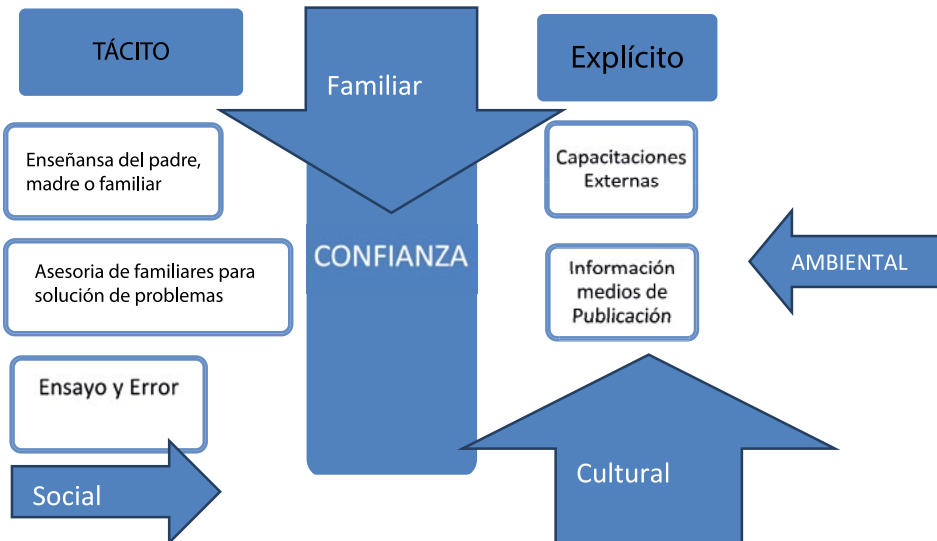 TÁCITO
Familiar
Explícito
Enseñansa del padre,
madre o familiar
Capacitaciones
Externas
Asesoria de familiares para
solución de problemas
CONFIANZA
Información
medios de
Publicación
AMBIENTAL
Ensayo y Error
Social
Cultural